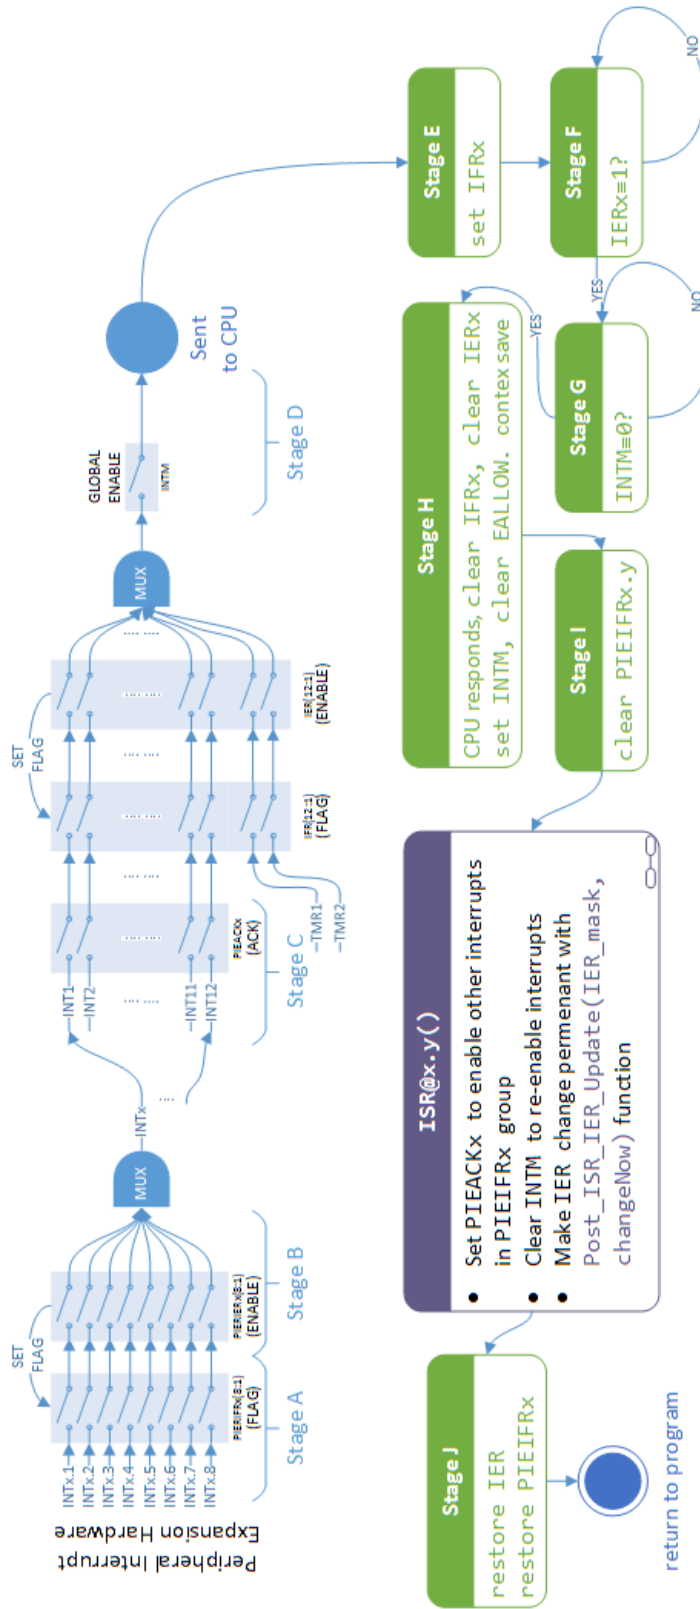 Peripheral Interrupt
Expansion Hardware
INTx.1
INTx.2
INTx.3
INTx.4
INTx.5
INTx.6
INTx.7
INTx.8
SET
FLAG
PIERIFRx(8:1)
(FLAG)
PIERIERx(8:1)
(ENABLE)
Stage A
Stage B
MUX
INTx
INT1
INT2
INT11
INT12
PIEACKx
(ACK)
Stage C
TMR1
TMR2
SET
FLAG
IFR(12:1)
(FLAG)
IER(12:1)
(ENABLE)
MUX
GLOBAL
ENABLE
INTM
Stage D
Sent
to CPU
Stage E
set IFRx
Stage F
IERx=1?
NO
YES
Stage G
INTM=0?
NO
YES
Stage H
CPU responds, clear IFRx, clear IERx
set INTM, clear EALLOW. contex save
Stage I
clear PIEIFRx.y
ISR@x.y()
• Set PIEACKx to enable other interrupts
in PIEIFRx group
• Clear INTM to re-enable interrupts
• Make IER change permenant with
Post_ISR_IER_Update(IER_mask,
changeNow) function
Stage J
restore IER
restore PIEIFRx
return to program